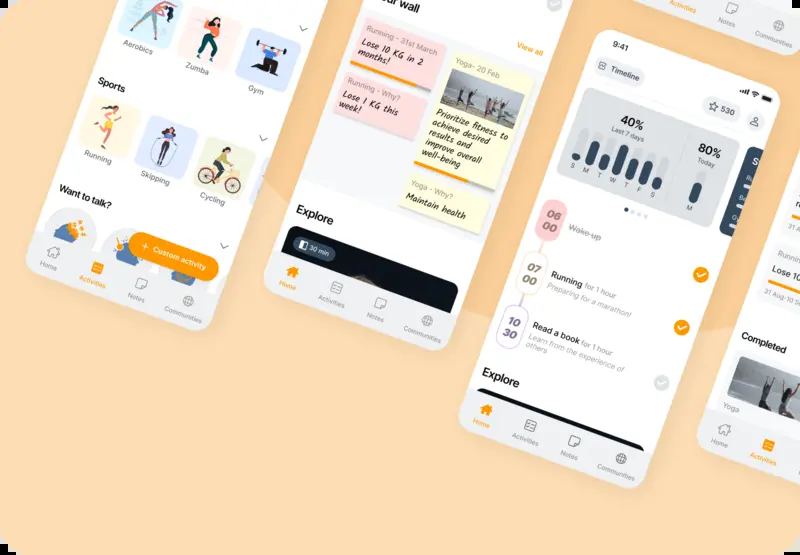 Aerobics
Zumba
Gym
Sports
Running
Skipping
Cycling
Want to talk?
+ Custom activity
Home
Activities
Notes
Communities
wall
View all
Running - 31st March
Lose 10 KG in 2
months!
Running - Why?
Lose 1 KG this
week!
Yoga- 20 Feb
Prioritize fitness to
achieve desired
results and
improve overall
well-being
Yoga - Why?
Maintain health
Explore
30 min
Home
Activities
Notes
Communities
Activities
Notes
Communities
9:41
Timeline
530
40%
Last 7 days
S M T W T F S
80%
Today
M
06
00
Wake up
07
00
Running for 1 hour
Preparing for a marathon!
10
30
Read a book for 1 hour
Learn from the experience of
others
Explore
Home
Activities
Notes
Communities
31 A
Running
Lose 10
31 Aug-10 S
Completed
Yoga
Home
Activities